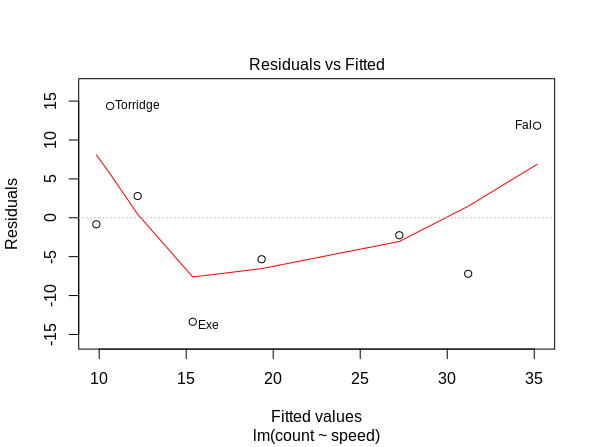 Residuals vs Fitted
15
10
5
0
-5
-10
-15
Residuals
Torridge
Fal
Exe
10 15 20 25 30 35
Fitted values
lm(count ~ speed)